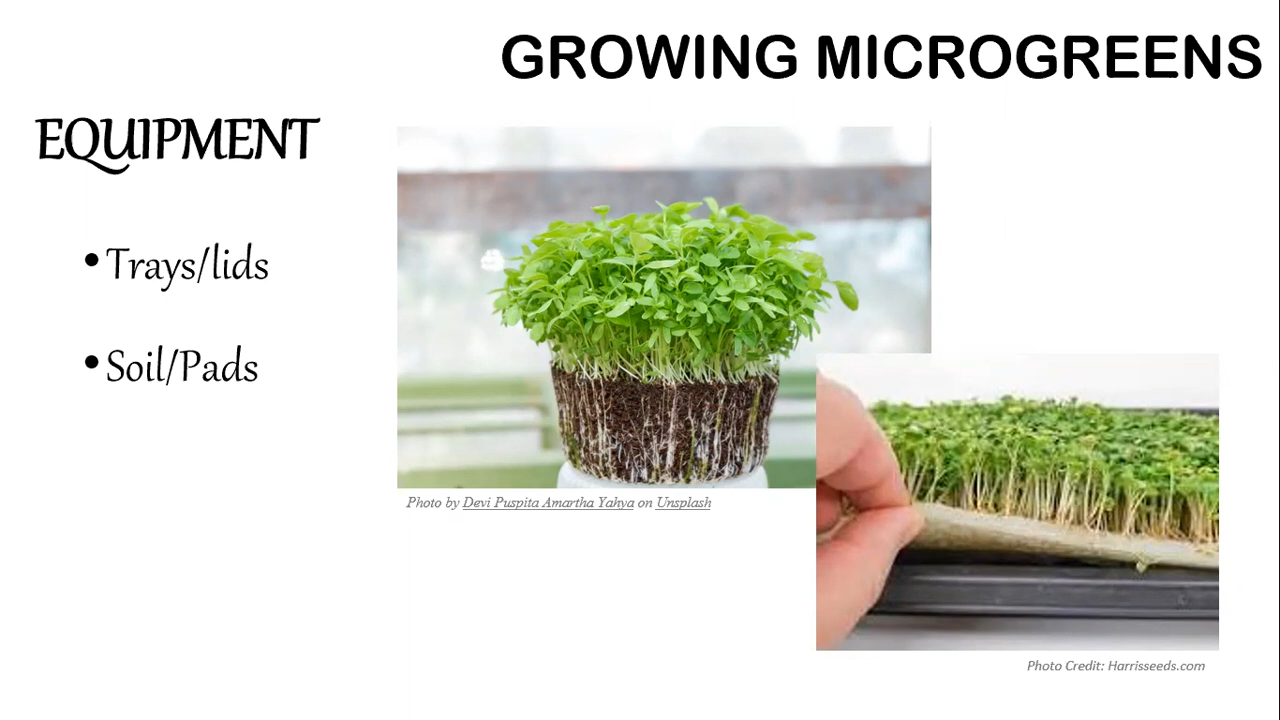 GROWING MICROGREENS
EQUIPMENT
• Trays/lids
• Soil/Pads
Photo by Devi Puspita Amartha Yahya on Unsplash
Photo Credit: Harrisseeds.com